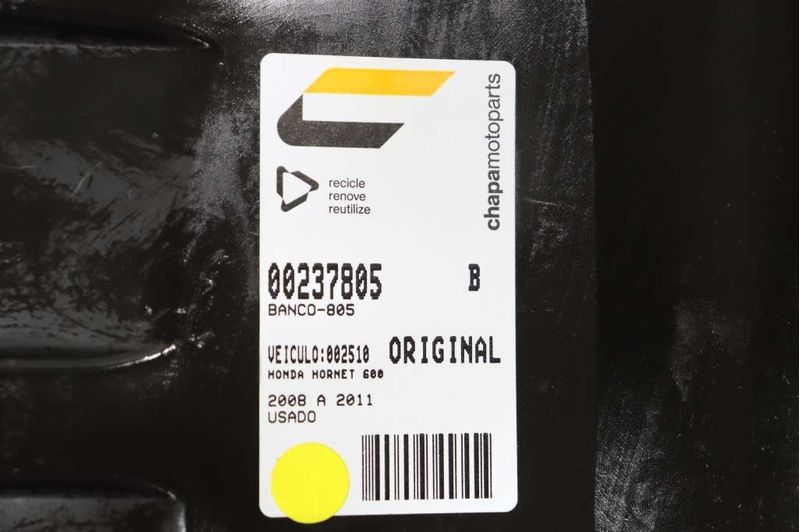 chapamotoparts
recicle
renove
reutilize
00237805 B
BANCO-805
VEICULO:002510 ORIGINAL
HONDA HORNET 600
2008 A 2011
USADO